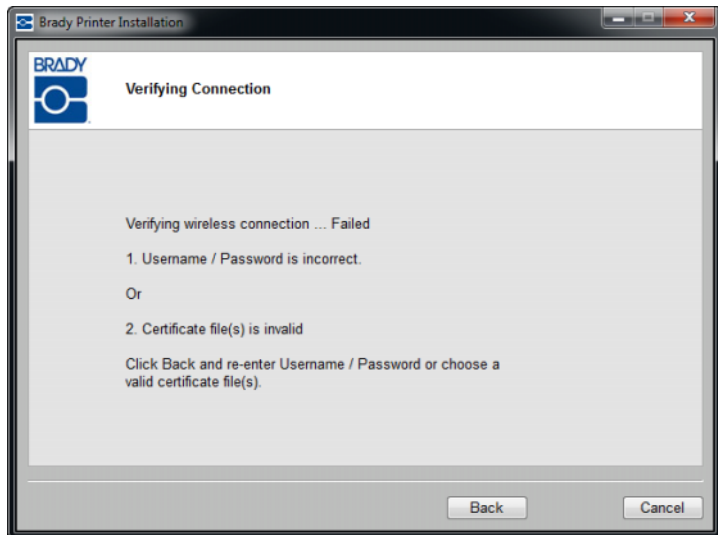 Brady Printer Installation
BRADY
Verifying Connection
Verifying wireless connection ... Failed
1. Username / Password is incorrect.
Or
2. Certificate file(s) is invalid
Click Back and re-enter Username / Password or choose a
valid certificate file(s).
Back
Cancel